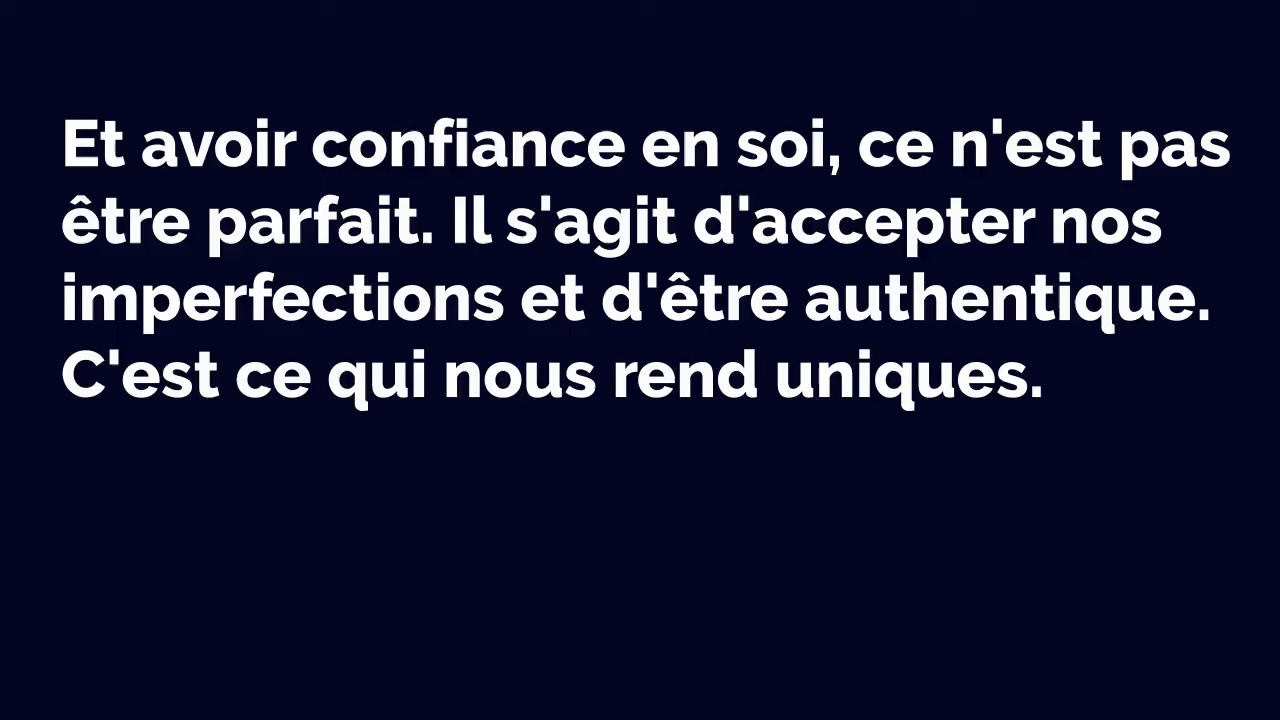 Et avoir confiance en soi, ce n'est pas
être parfait. Il s'agit d'accepter nos
imperfections et d'être authentique.
C'est ce qui nous rend uniques.